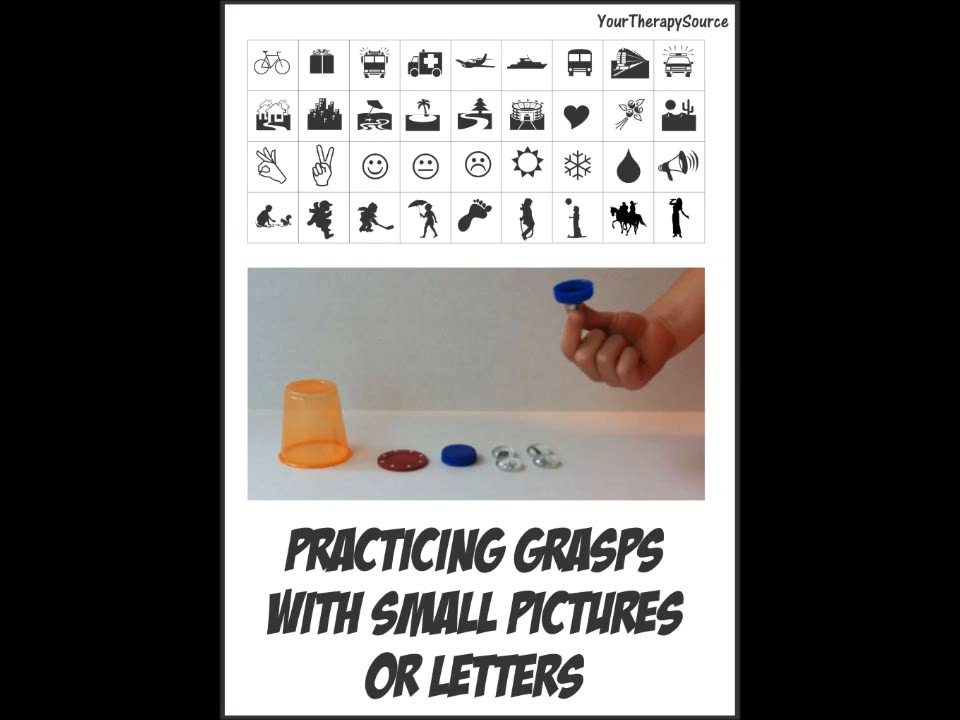 YourTherapySource
PRACTICING GRASPS
WITH SMALL PICTURES
OR LETTERS